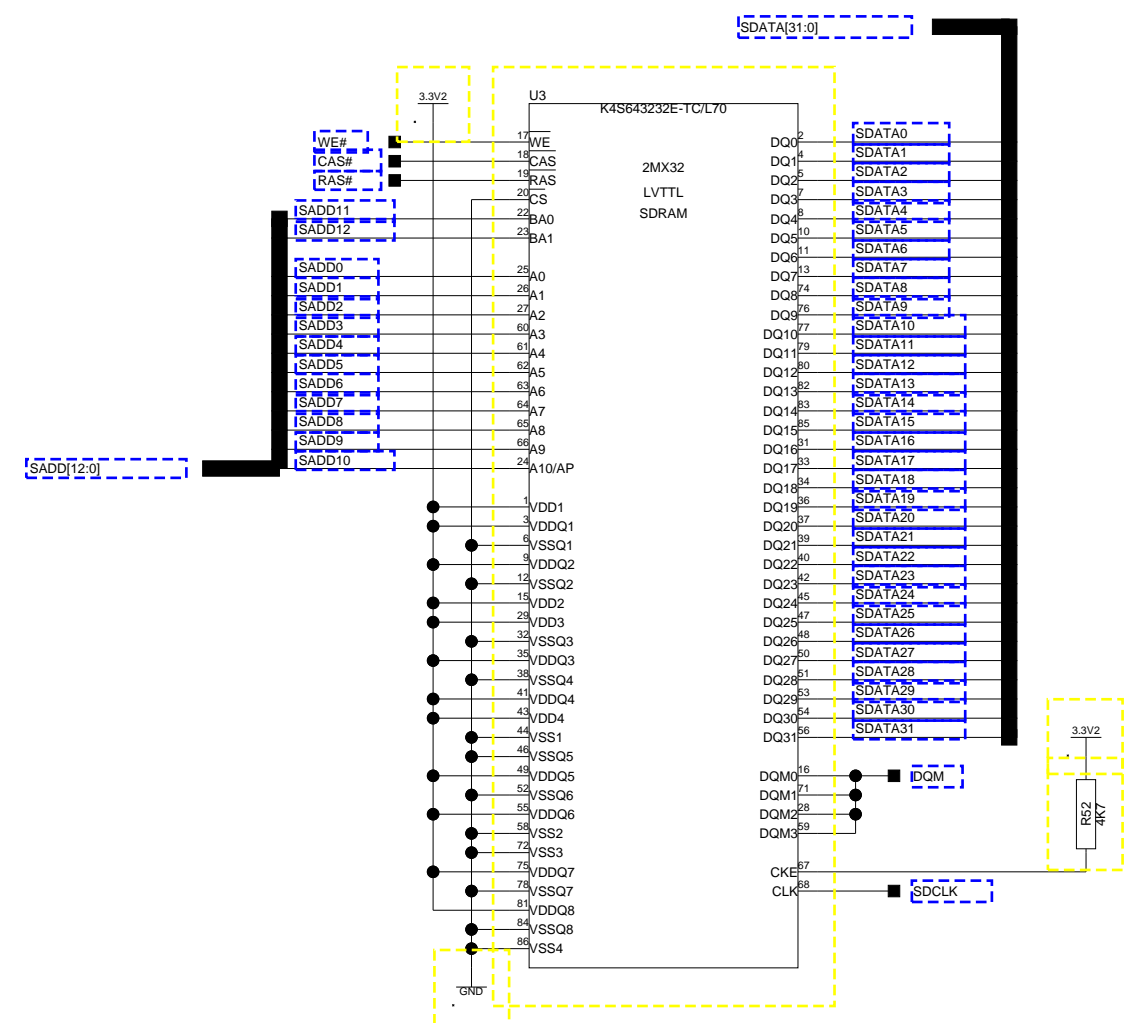 SDATA[31:0]
3.3V2
U3
K4S643232E-TC/L70
2MX32
LVTTL
SDRAM
WE# 17 WE
CAS# 18 CAS
RAS# 19 RAS
20 CS
SADD11 22 BA0
SADD12 23 BA1
SADD0 25 A0
SADD1 26 A1
SADD2 27 A2
SADD3 60 A3
SADD4 61 A4
SADD5 62 A5
SADD6 63 A6
SADD7 64 A7
SADD8 65 A8
SADD9 66 A9
SADD10 24 A10/AP
SADD[12:0]
1 VDD1
3 VDDQ1
6 VSSQ1
9 VDDQ2
12 VSSQ2
15 VDD2
29 VDD3
32 VSSQ3
35 VDDQ3
38 VSSQ4
41 VDDQ4
43 VDD4
44 VSS1
46 VSSQ5
49 VDDQ5
52 VSSQ6
55 VDDQ6
58 VSS2
72 VSS3
75 VDDQ7
78 VSSQ7
81 VDDQ8
84 VSSQ8
86 VSS4
GND
DQ0 2 SDATA0
DQ1 4 SDATA1
DQ2 5 SDATA2
DQ3 7 SDATA3
DQ4 8 SDATA4
DQ5 10 SDATA5
DQ6 11 SDATA6
DQ7 13 SDATA7
DQ8 74 SDATA8
DQ9 76 SDATA9
DQ10 77 SDATA10
DQ11 79 SDATA11
DQ12 80 SDATA12
DQ13 82 SDATA13
DQ14 83 SDATA14
DQ15 85 SDATA15
DQ16 31 SDATA16
DQ17 33 SDATA17
DQ18 34 SDATA18
DQ19 36 SDATA19
DQ20 37 SDATA20
DQ21 39 SDATA21
DQ22 40 SDATA22
DQ23 42 SDATA23
DQ24 45 SDATA24
DQ25 47 SDATA25
DQ26 48 SDATA26
DQ27 50 SDATA27
DQ28 51 SDATA28
DQ29 53 SDATA29
DQ30 54 SDATA30
DQ31 56 SDATA31
DQM0 16 DQM
DQM1 71
DQM2 28
DQM3 59
CKE 67
CLK 68 SDCLK
3.3V2
R52
4K7